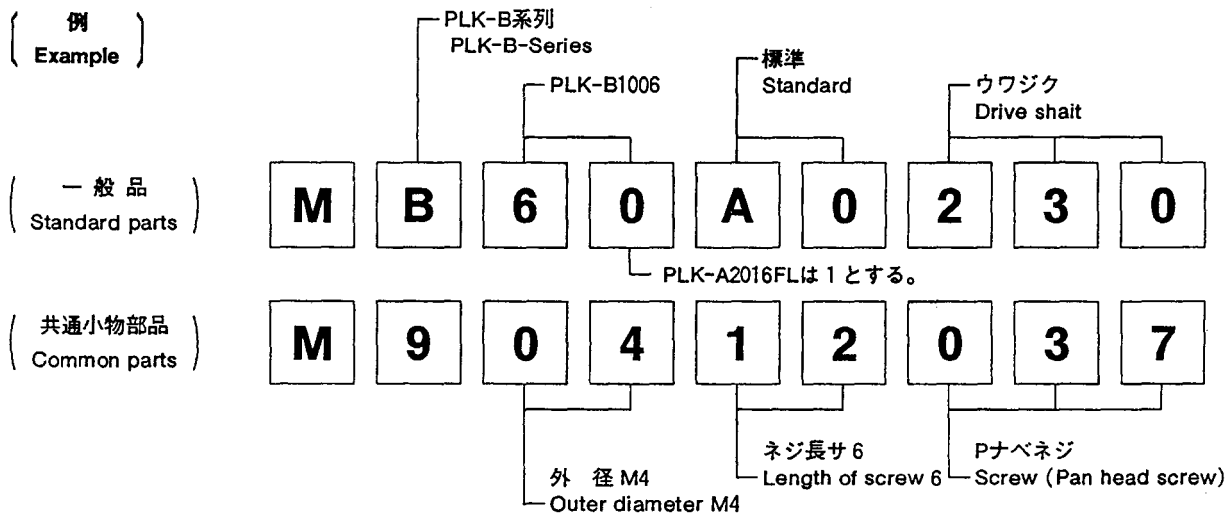 例
Example
PLK-B系列
PLK-B-Series
PLK-B1006
標準
Standard
ウワジク
Drive shait
一般品
Standard parts
M B 6 0 A 0 2 3 0
PLK-A2016FLは1とする。
共通小物部品
Common parts
M 9 0 4 1 2 0 3 7
外 径 M4
Outer diameter M4
ネジ長サ 6
Length of screw 6
Pナベネジ
Screw (Pan head screw)